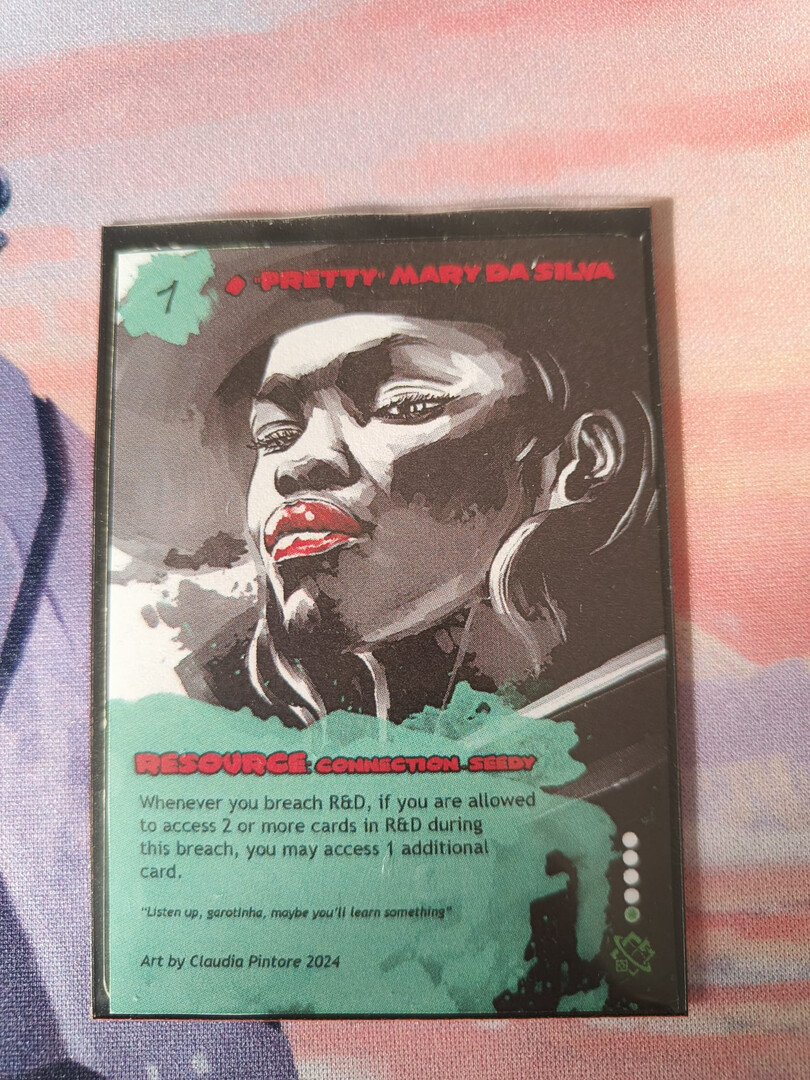 1
"PRETTY" MARY DA SILVA
RESOURCE: CONNECTION - SEEDY
Whenever you breach R&D, if you are allowed
to access 2 or more cards in R&D during
this breach, you may access 1 additional
card.
"Listen up, garotinha, maybe you'll learn something"
Art by Claudia Pintore 2024